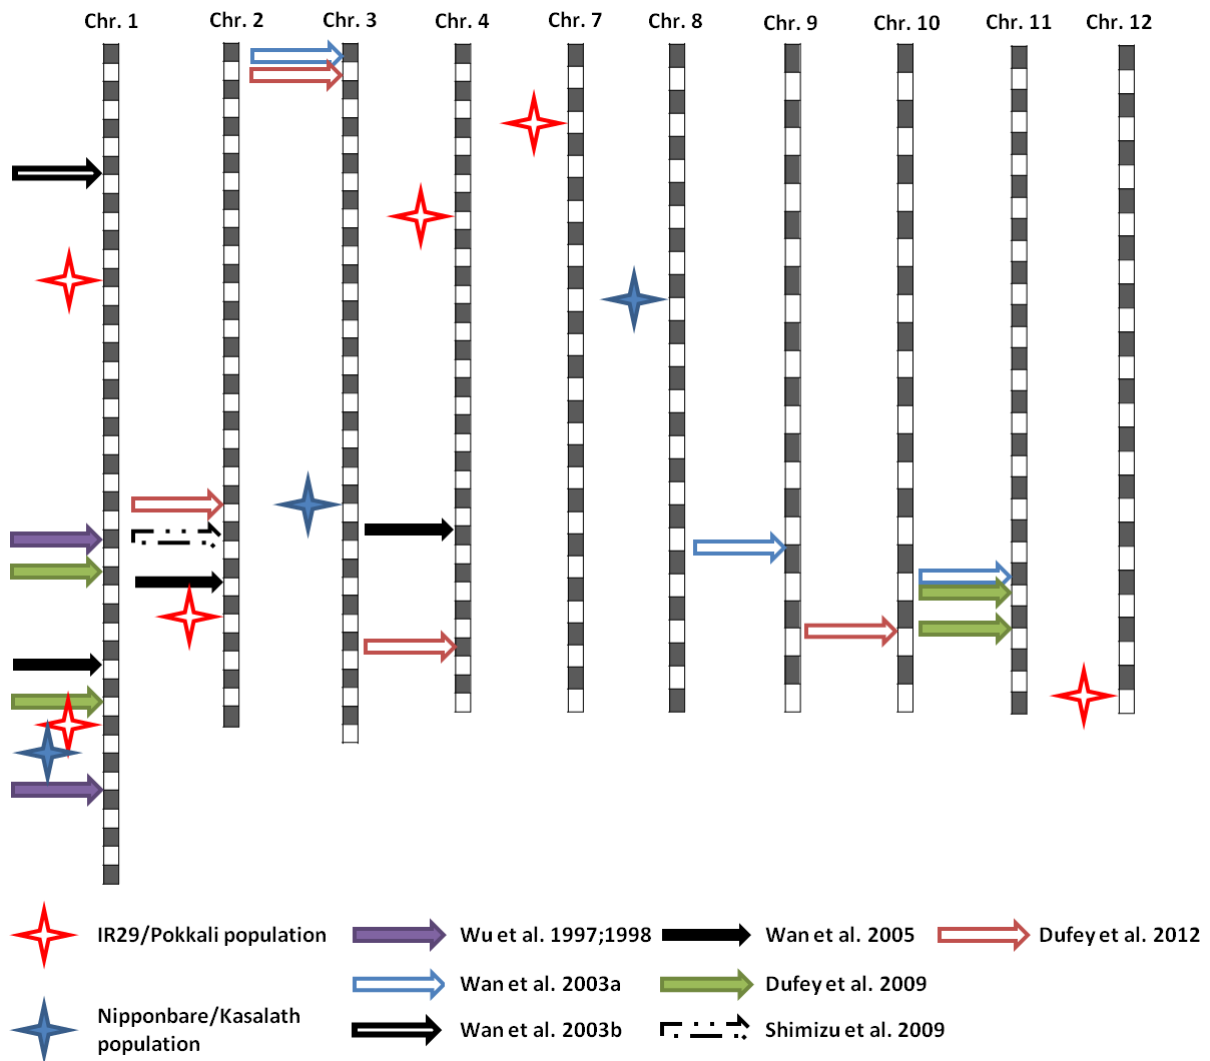 Chr. 1 Chr. 2 Chr. 3 Chr. 4 Chr. 7 Chr. 8 Chr. 9 Chr. 10 Chr. 11 Chr. 12
IR29/Pokkali population
Wu et al. 1997;1998
Wan et al. 2005
Dufey et al. 2012
Wan et al. 2003a
Dufey et al. 2009
Nipponbare/Kasalath
population
Wan et al. 2003b
Shimizu et al. 2009